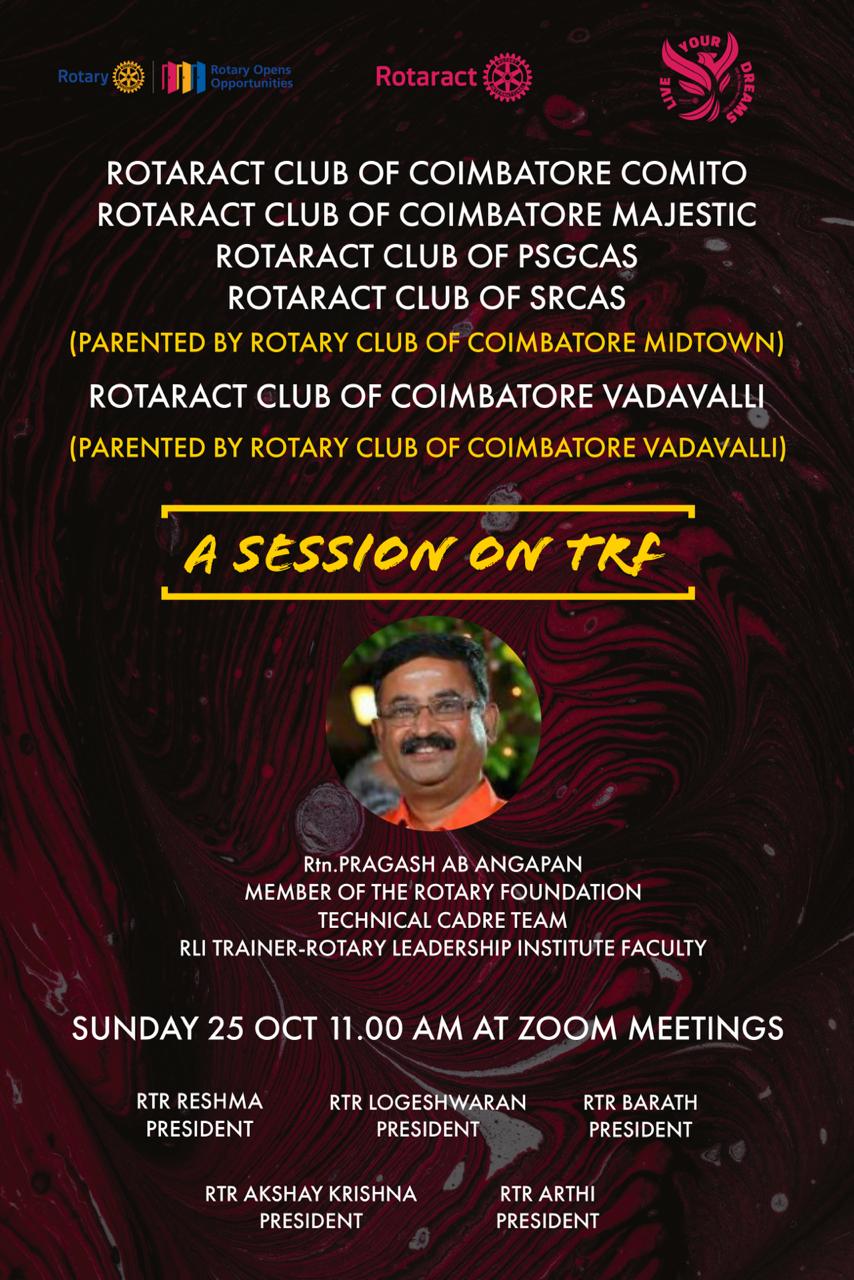 Rotary
Rotary Opens
Opportunities
Rotaract
LIVE YOUR DREAMS
ROTARACT CLUB OF COIMBATORE COMITO
ROTARACT CLUB OF COIMBATORE MAJESTIC
ROTARACT CLUB OF PSGCAS
ROTARACT CLUB OF SRCAS
(PARENTED BY ROTARY CLUB OF COIMBATORE MIDTOWN)
ROTARACT CLUB OF COIMBATORE VADAVALLI
(PARENTED BY ROTARY CLUB OF COIMBATORE VADAVALLI)
A SESSION ON TRF
Rtn.PRAGASH AB ANGAPAN
MEMBER OF THE ROTARY FOUNDATION
TECHNICAL CADRE TEAM
RLI TRAINER-ROTARY LEADERSHIP INSTITUTE FACULTY
SUNDAY 25 OCT 11.00 AM AT ZOOM MEETINGS
RTR RESHMA RTR LOGESHWARAN RTR BARATH
PRESIDENT PRESIDENT PRESIDENT
RTR AKSHAY KRISHNA RTR ARTHI
PRESIDENT PRESIDENT